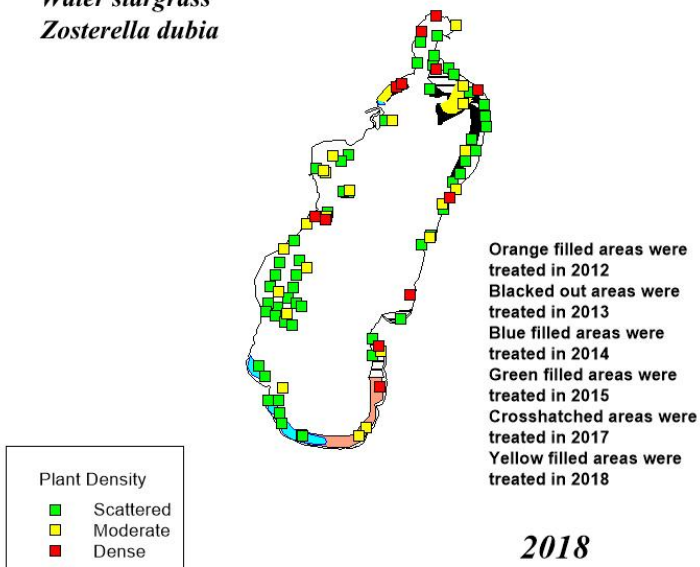 Water stargrass
Zosterella dubia
Orange filled areas were
treated in 2012
Blacked out areas were
treated in 2013
Blue filled areas were
treated in 2014
Green filled areas were
treated in 2015
Crosshatched areas were
treated in 2017
Yellow filled areas were
treated in 2018
Plant Density
Scattered
Moderate
Dense
2018